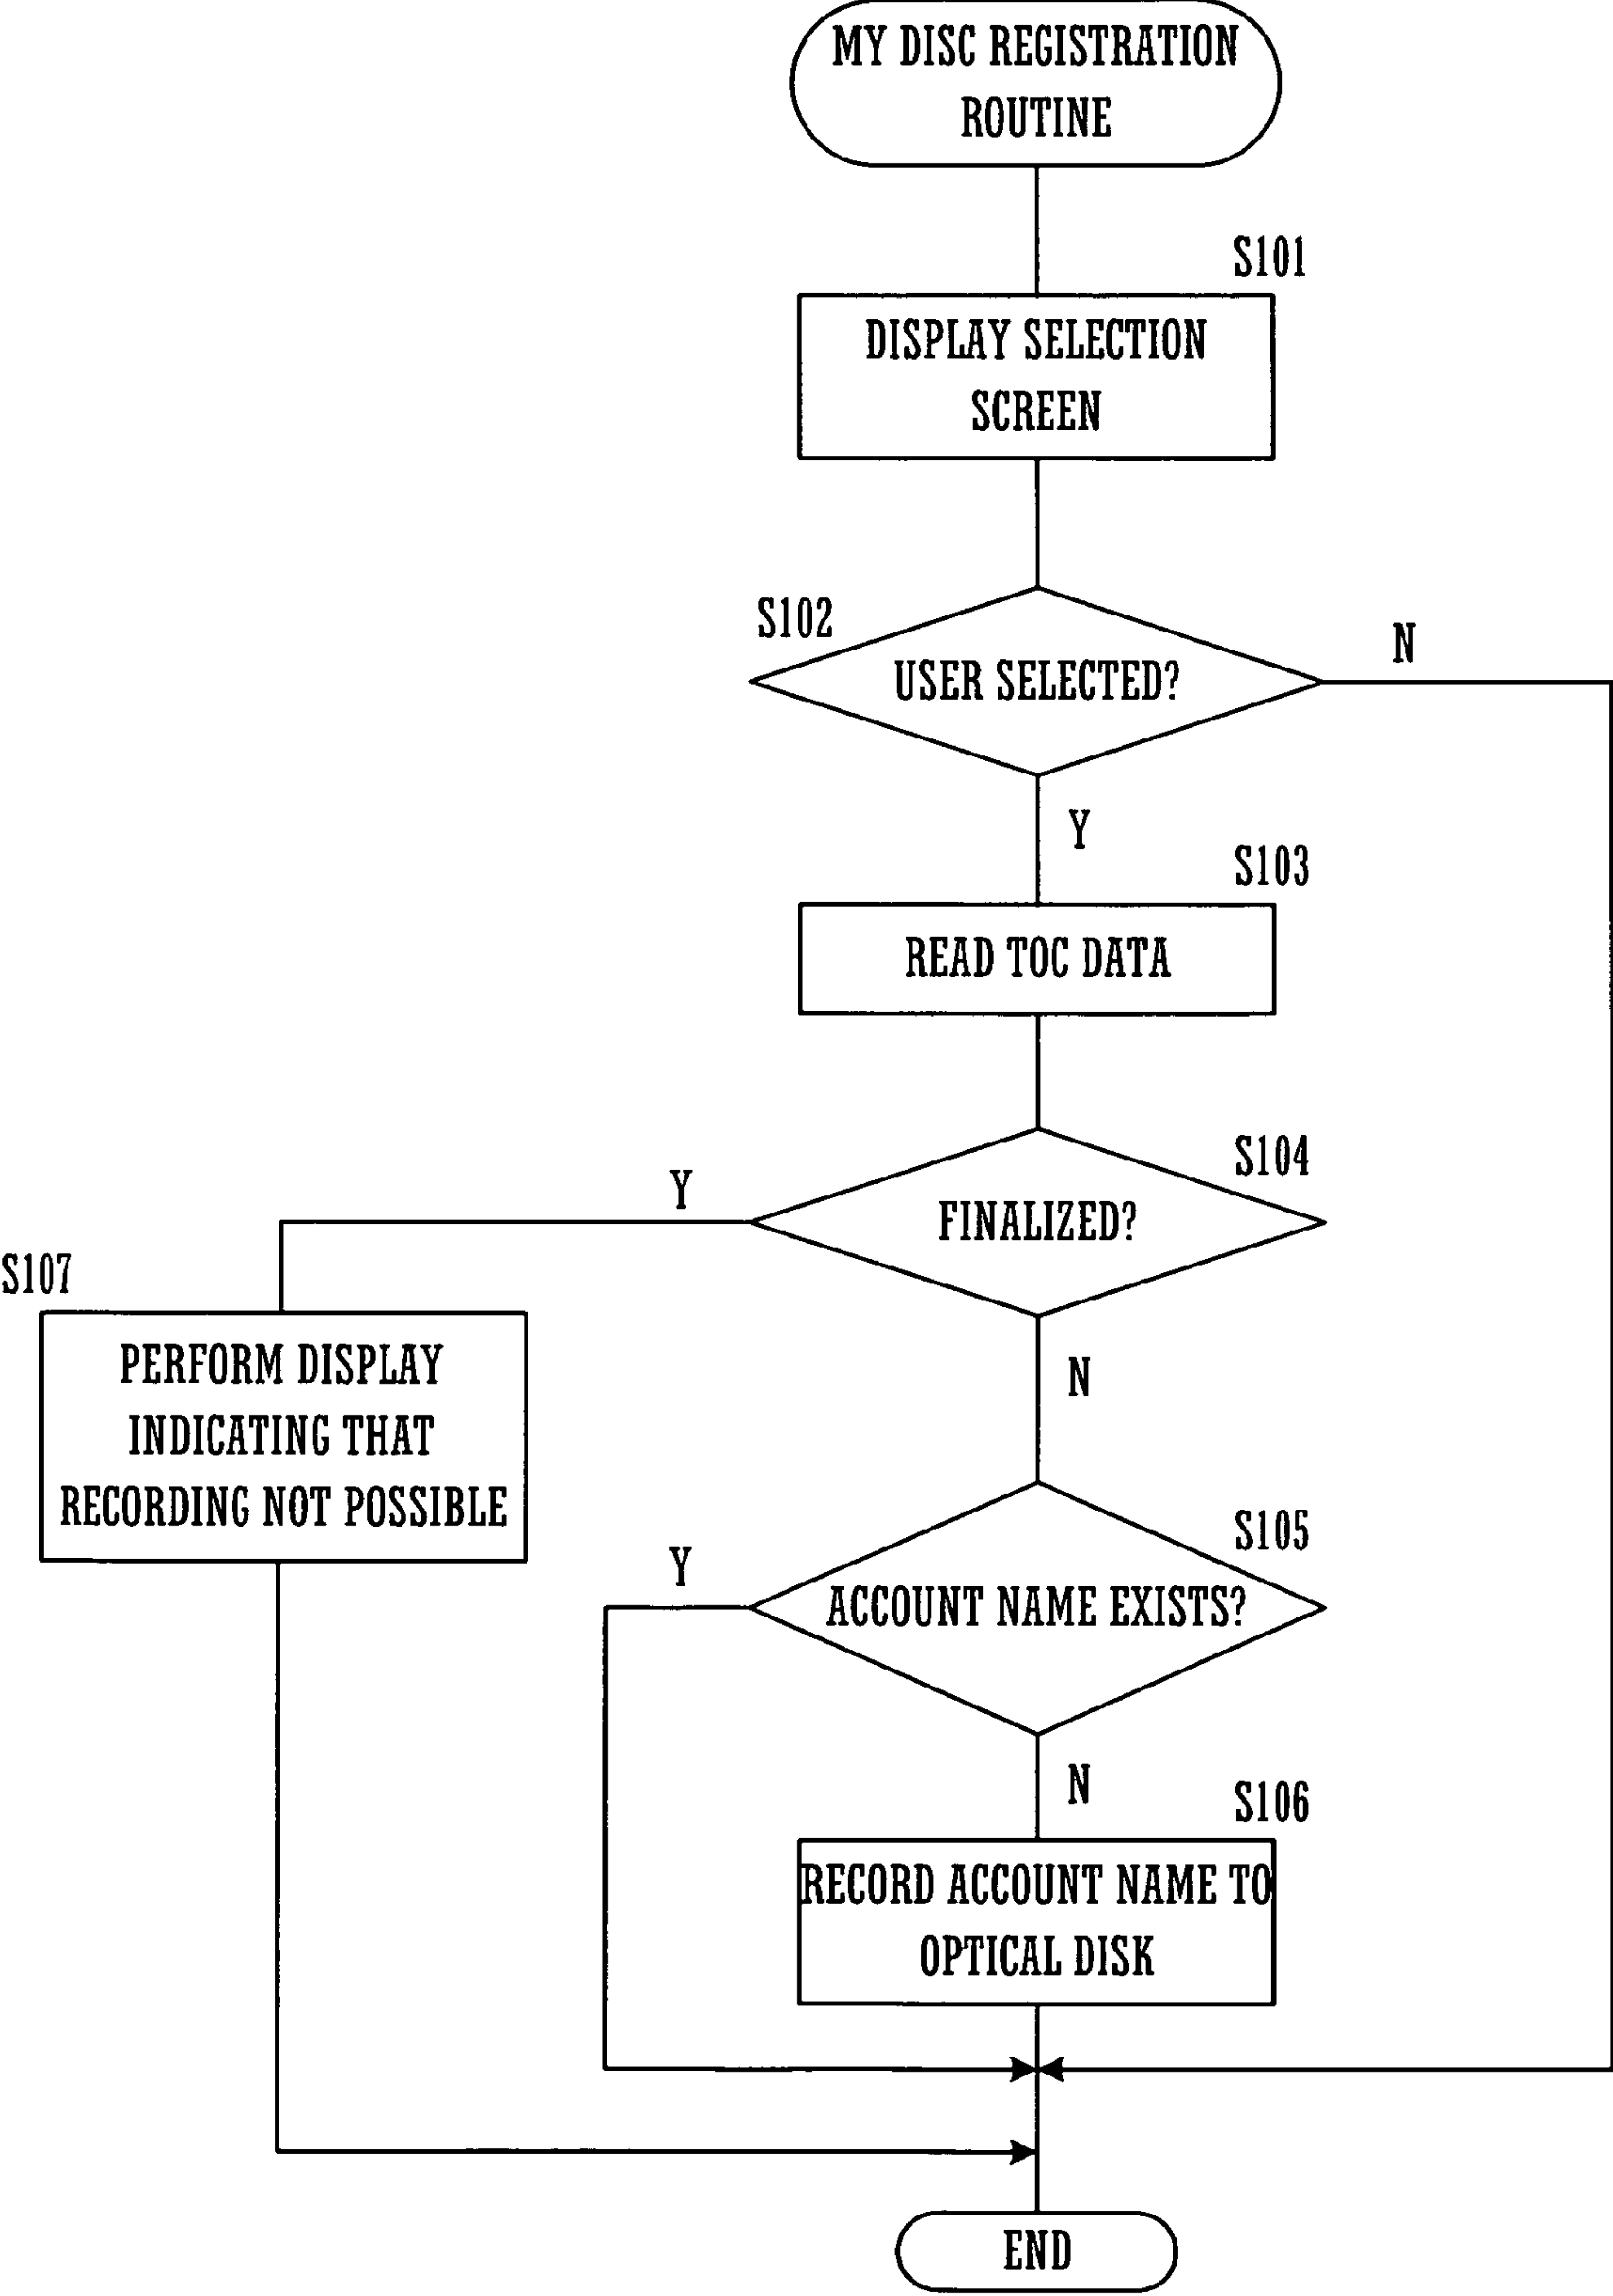 MY DISC REGISTRATION
ROUTINE
S101
DISPLAY SELECTION
SCREEN
S102
N
USER SELECTED?
Y
S103
READ TOC DATA
S104
Y
FINALIZED?
S107
PERFORM DISPLAY
INDICATING THAT
RECORDING NOT POSSIBLE
N
S105
Y
ACCOUNT NAME EXISTS?
N
S106
RECORD ACCOUNT NAME TO
OPTICAL DISK
END